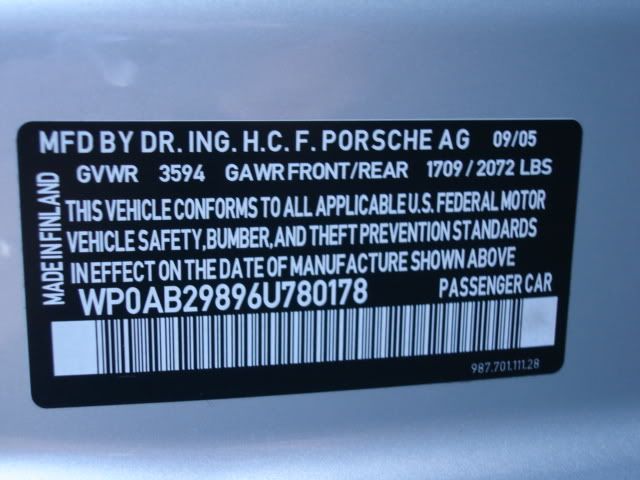 MFD BY DR. ING. H.C. F. PORSCHE AG 09/05
GVWR 3594 GAWR FRONT/REAR 1709 / 2072 LBS
MADE IN FINLAND
THIS VEHICLE CONFORMS TO ALL APPLICABLE U.S. FEDERAL MOTOR
VEHICLE SAFETY, BUMBER, AND THEFT PREVENTION STANDARDS
IN EFFECT ON THE DATE OF MANUFACTURE SHOWN ABOVE
WP0AB29896U780178 PASSENGER CAR
987.701.111.28